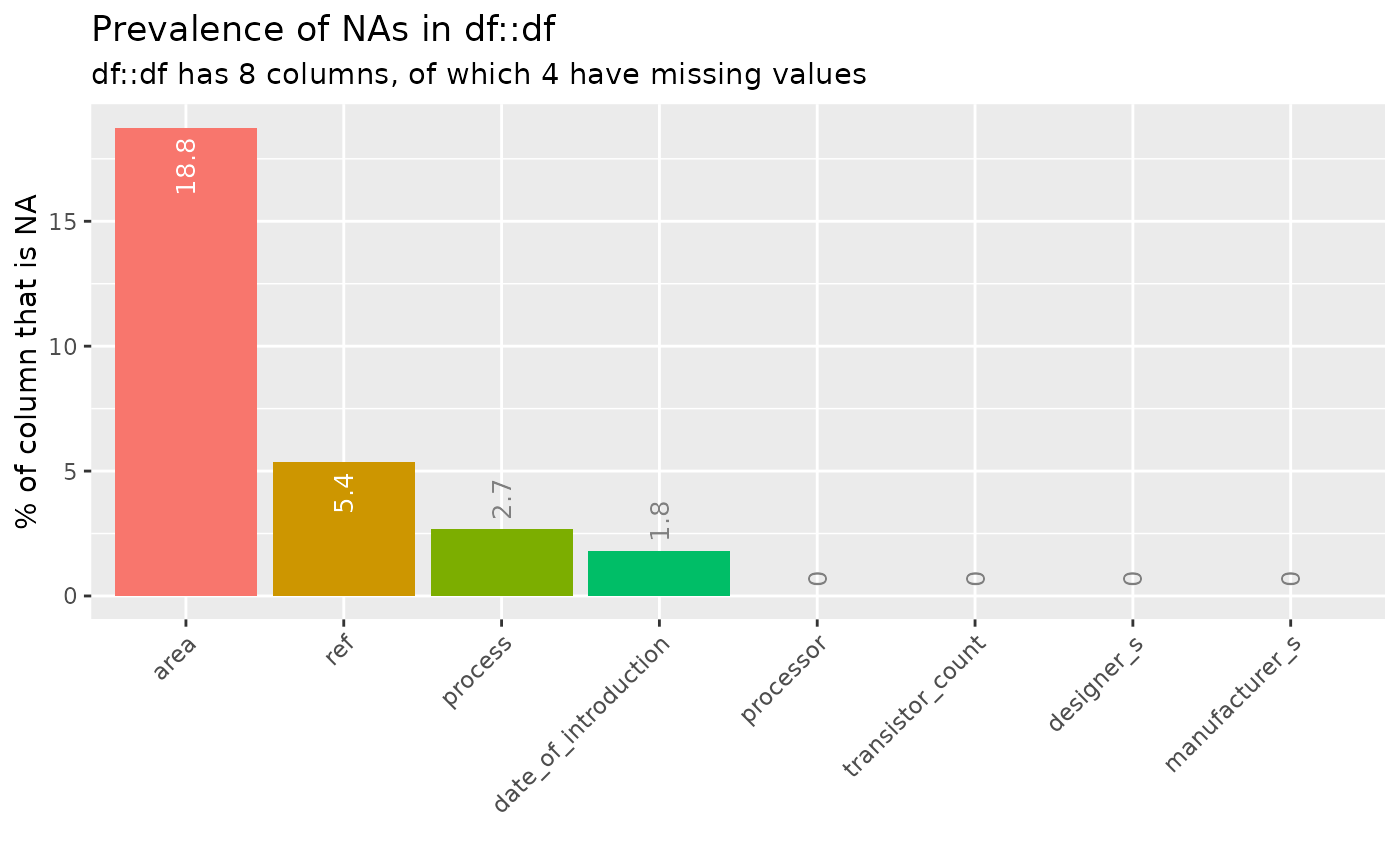 Prevalence of NAs in df::df
df::df has 8 columns, of which 4 have missing values
% of column that is NA
15
10
5
0
18.8
5.4
2.7
1.8
0
0
0
0
area
ref
process
date_of_introduction
processor
transistor_count
designer_s
manufacturer_s